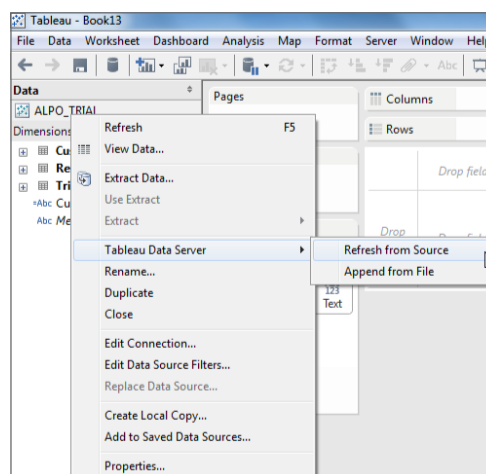 Tableau - Book13
File Data Worksheet Dashboard Analysis Map Format Server Window Help
Abc
Data
ALPO_TRIAL
Dimensions
Cu
Re
Tri
Abc Cu
Abc Me
Pages
Columns
Rows
Drop field
Drop
123
Text
Refresh F5
View Data...
Extract Data...
Use Extract
Extract
Tableau Data Server
Rename...
Duplicate
Close
Edit Connection...
Edit Data Source Filters...
Replace Data Source...
Create Local Copy...
Add to Saved Data Sources...
Properties...
Refresh from Source
Append from File